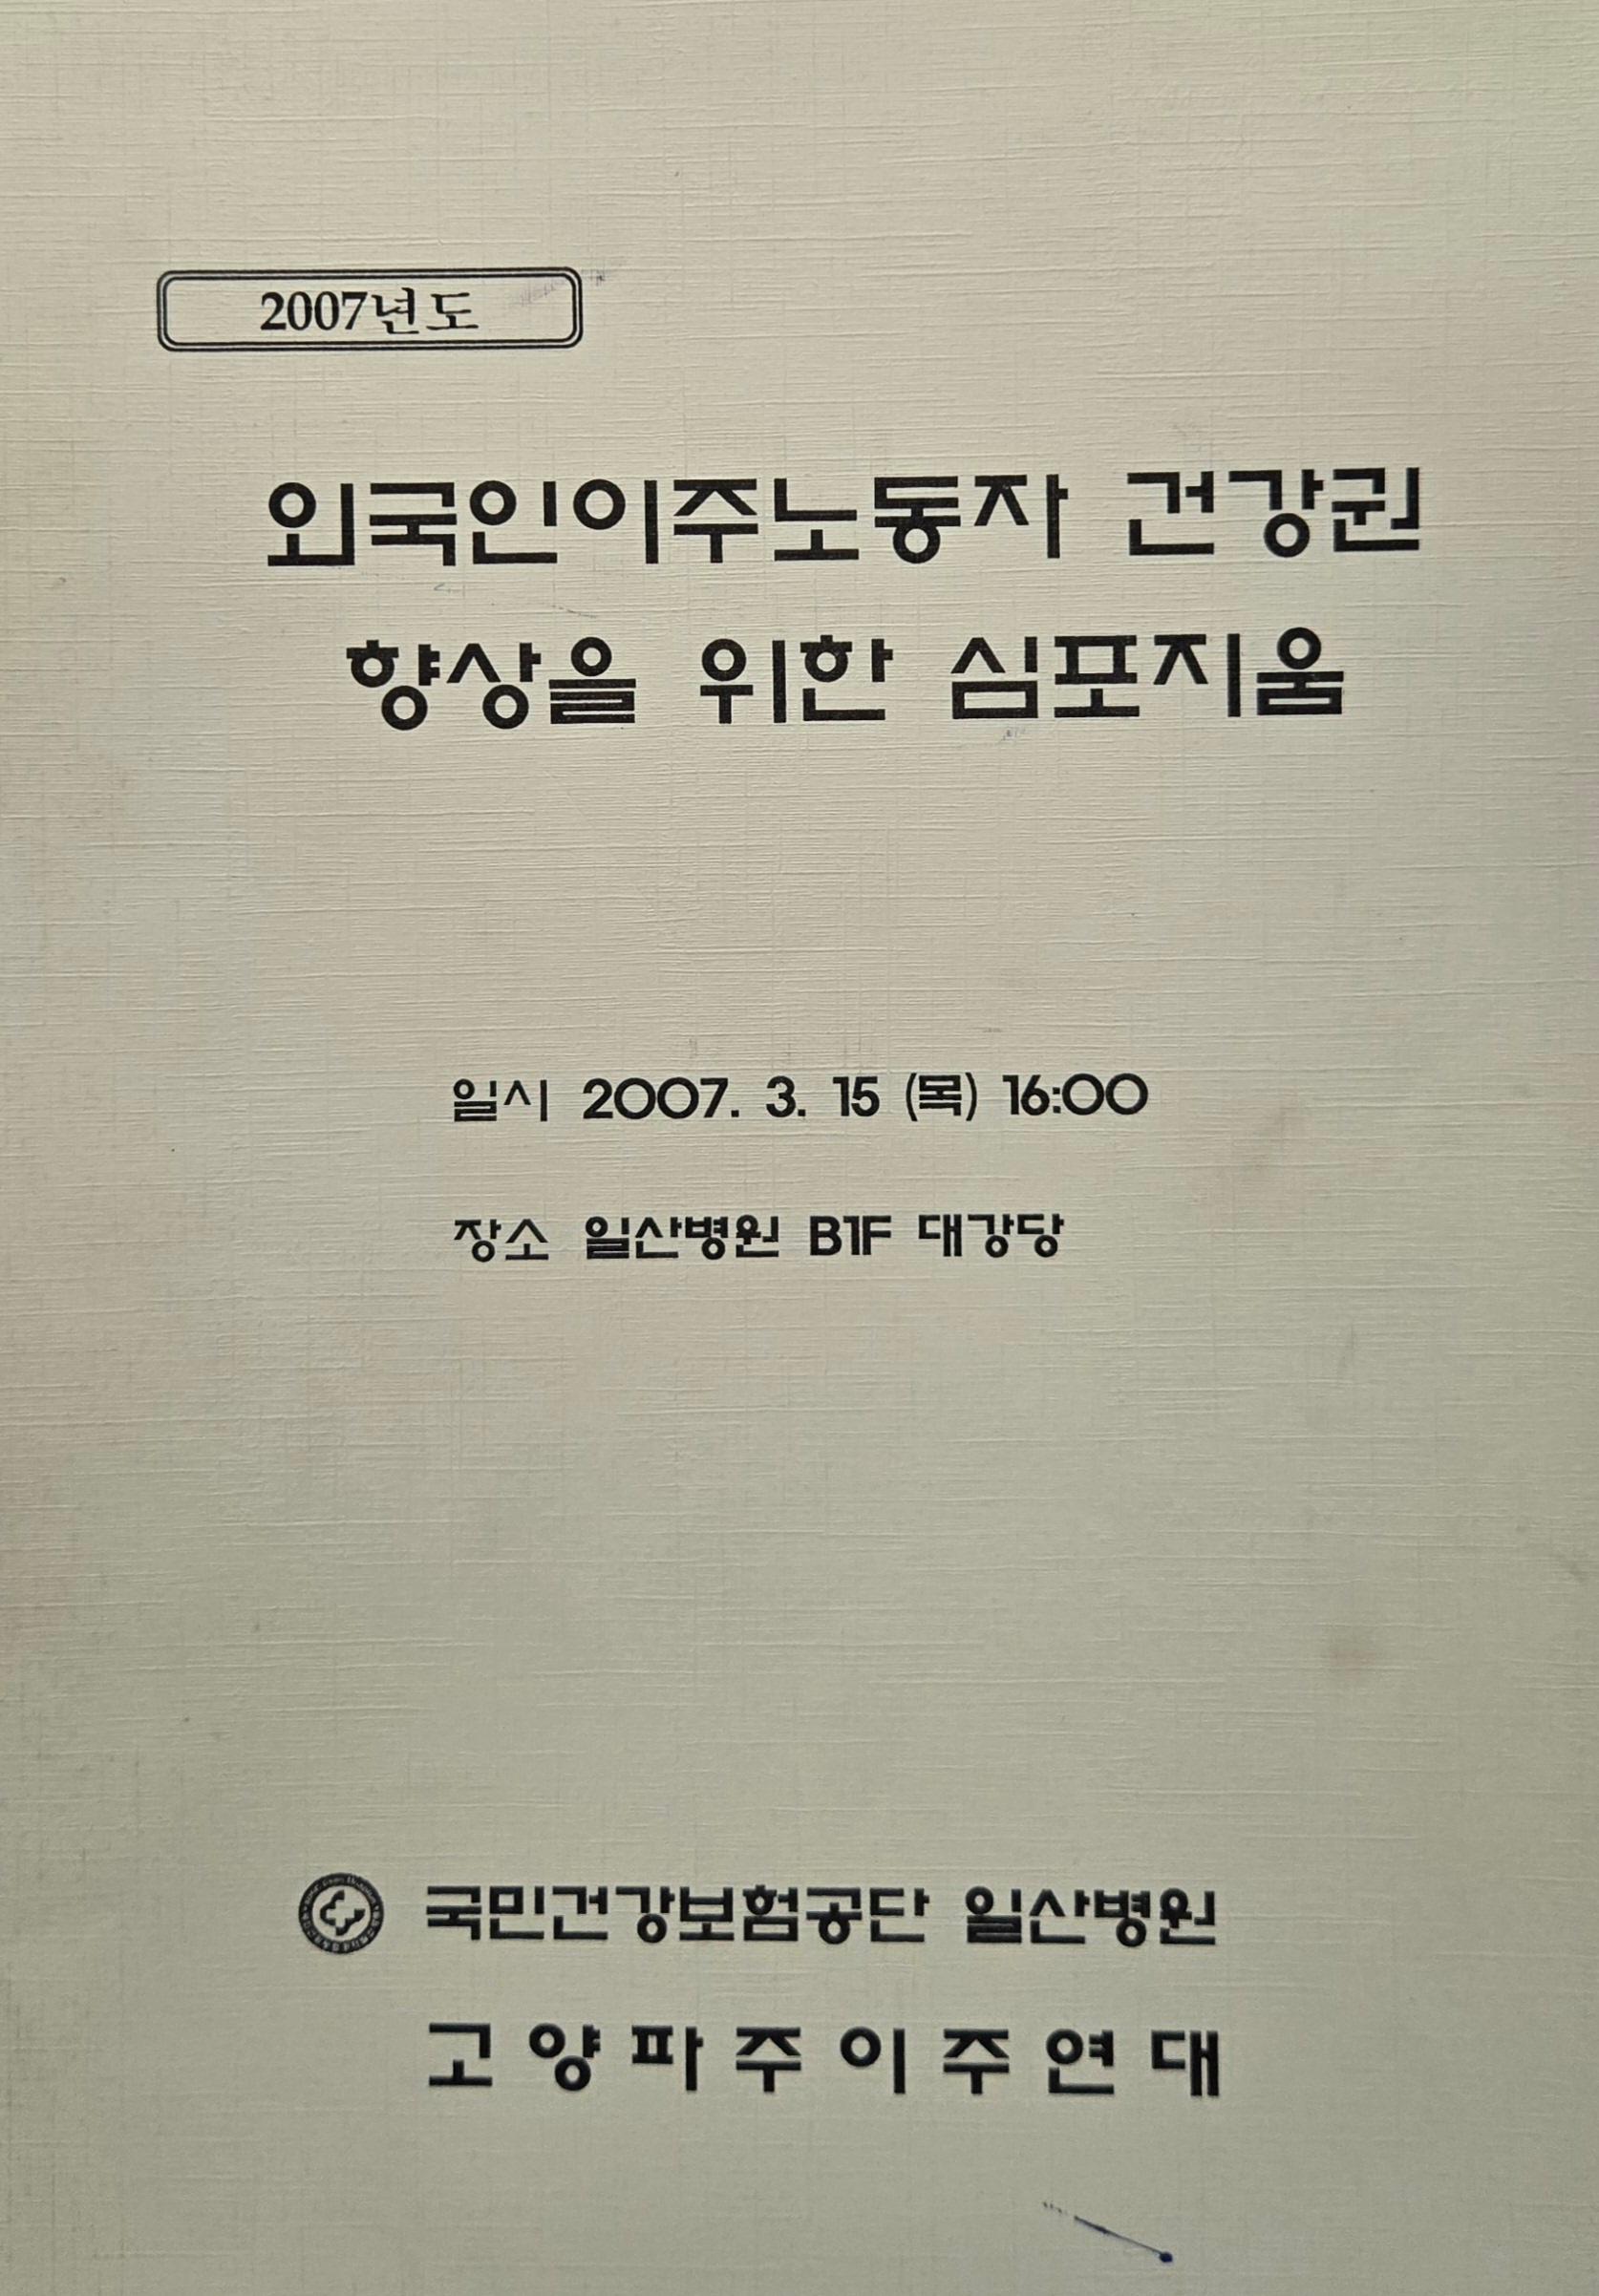 2007년도
외국인이주노동자 건강권
향상을 위한 심포지움
일시 2007. 3. 15 (목) 16:00
장소 일산병원 B1F 대강당
국민건강보험공단 일산병원
고양파주이주연대